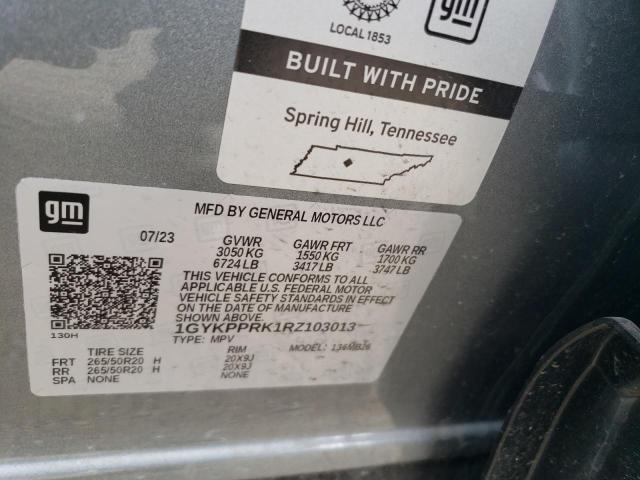 LOCAL 1853
gm
BUILT WITH PRIDE
Spring Hill, Tennessee
gm
MFD BY GENERAL MOTORS LLC
07/23 GVWR GAWR FRT GAWR RR
3050 KG 1550 KG 1700 KG
6724 LB 3417 LB 3747 LB
THIS VEHICLE CONFORMS TO ALL
APPLICABLE U.S. FEDERAL MOTOR
VEHICLE SAFETY STANDARDS IN EFFECT
ON THE DATE OF MANUFACTURE
SHOWN ABOVE.
1GYKPPRK1RZ103013
130H
TYPE: MPV MODEL: 136MB26
TIRE SIZE RIM
FRT 265/50R20 H 20X9J
RR 265/50R20 H 20X9J
SPA NONE NONE